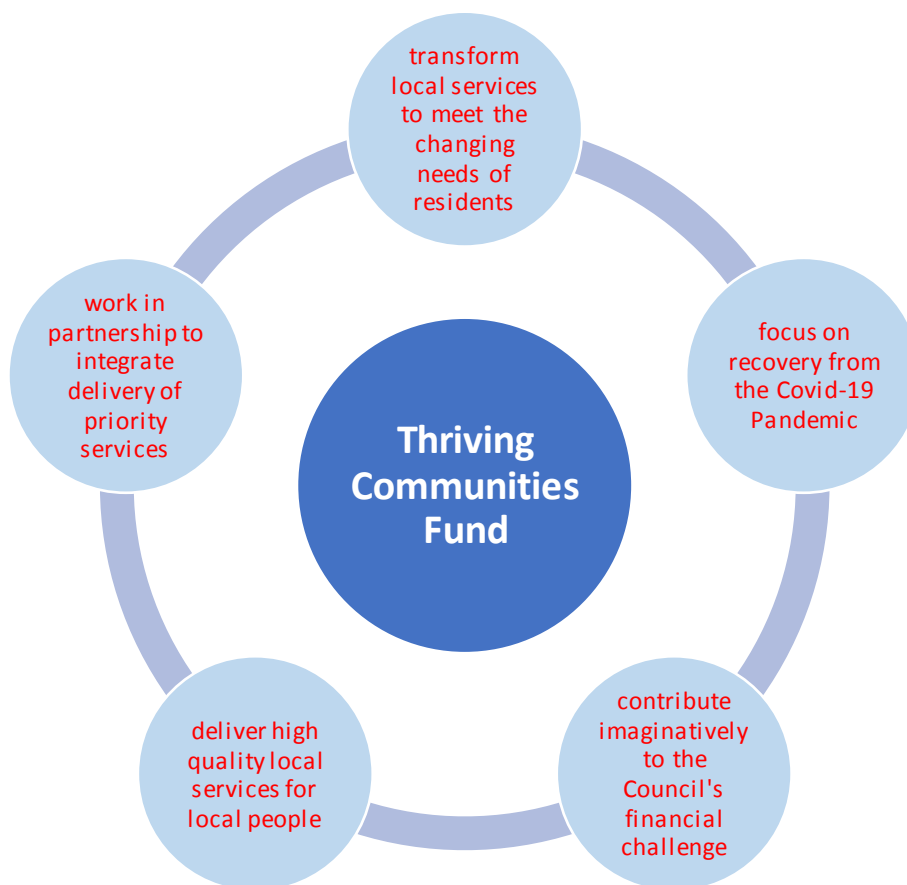 transform
local services
to meet the
changing
needs of
residents
focus on
recovery from
the Covid-19
Pandemic
contribute
imaginatively
to the
Council's
financial
challenge
deliver high
quality local
services for
local people
work in
partnership to
integrate
delivery of
priority
services
Thriving
Communities
Fund